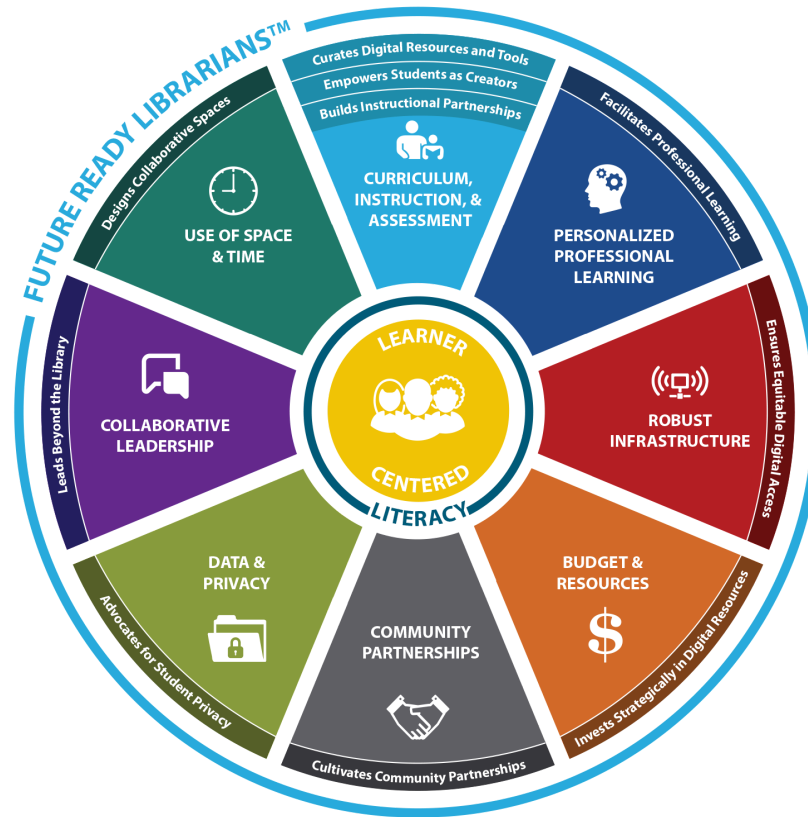 FUTURE READY LIBRARIANS™
Curates Digital Resources and Tools
Empowers Students as Creators
Builds Instructional Partnerships
CURRICULUM,
INSTRUCTION, &
ASSESSMENT
Facilitates Professional Learning
PERSONALIZED
PROFESSIONAL
LEARNING
Ensures Equitable Digital Access
ROBUST
INFRASTRUCTURE
BUDGET &
RESOURCES
$
Invests Strategically in Digital Resources
COMMUNITY
PARTNERSHIPS
Cultivates Community Partnerships
DATA &
PRIVACY
Advocates for Student Privacy
COLLABORATIVE
LEADERSHIP
Leads Beyond the Library
Designs Collaborative Spaces
USE OF SPACE
& TIME
LEARNER
CENTERED
LITERACY